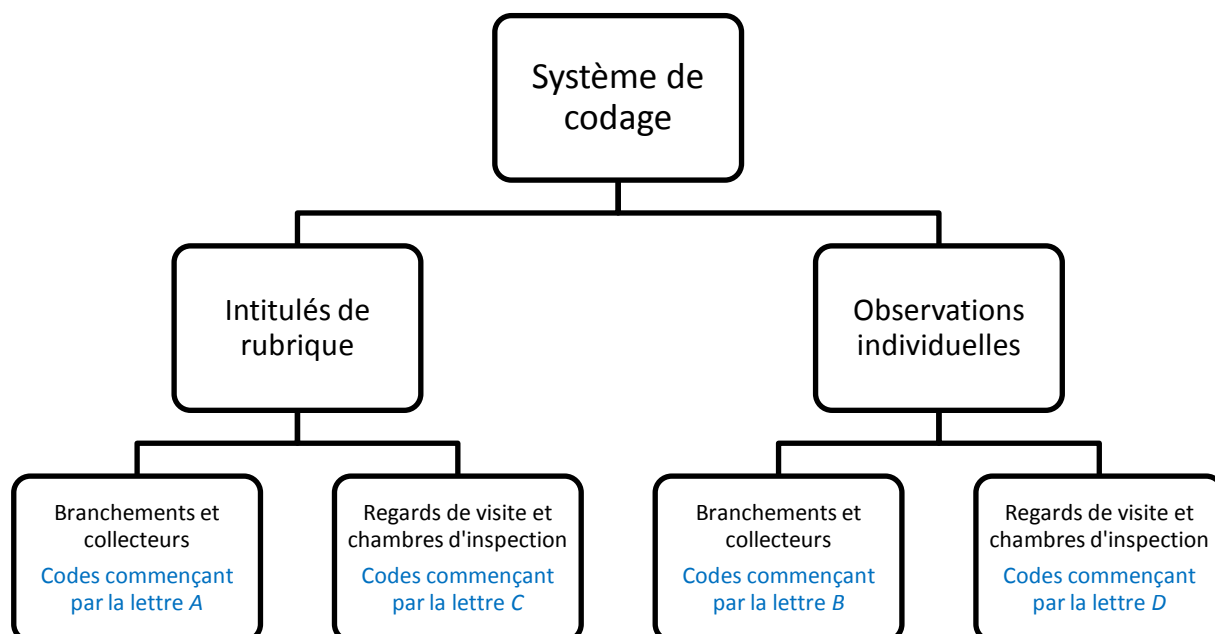 Système de
codage
Intitulés de
rubrique
Observations
individuelles
Branchements et
collecteurs
Codes commençant
par la lettre A
Regards de visite et
chambres d'inspection
Codes commençant
par la lettre C
Branchements et
collecteurs
Codes commençant
par la lettre B
Regards de visite et
chambres d'inspection
Codes commençant
par la lettre D